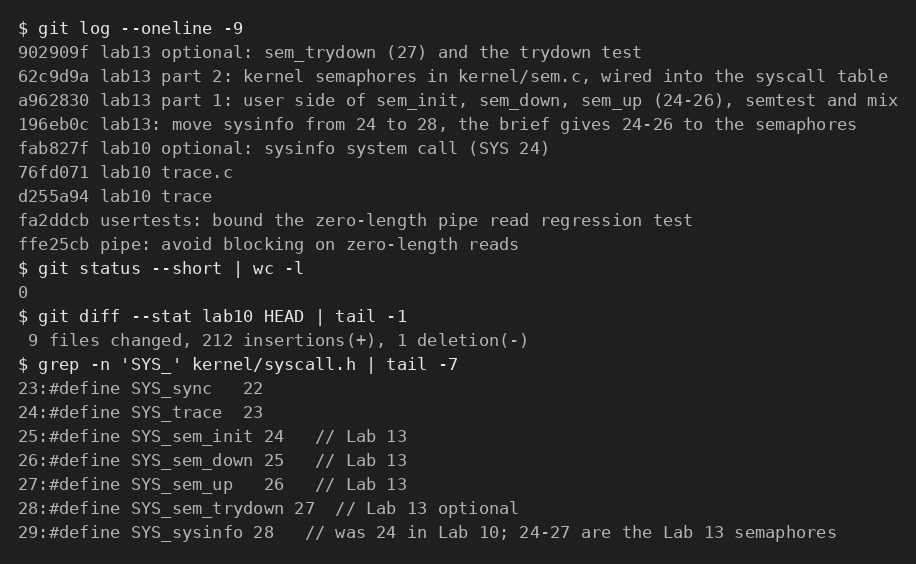 $ git log --oneline -9
902909f lab13 optional: sem_trydown (27) and the trydown test
62c9d9a lab13 part 2: kernel semaphores in kernel/sem.c, wired into the syscall table
a962830 lab13 part 1: user side of sem_init, sem_down, sem_up (24-26), semtest and mix
196eb0c lab13: move sysinfo from 24 to 28, the brief gives 24-26 to the semaphores
fab827f lab10 optional: sysinfo system call (SYS 24)
76fd071 lab10 trace.c
d255a94 lab10 trace
fa2ddcb usertests: bound the zero-length pipe read regression test
ffe25cb pipe: avoid blocking on zero-length reads
$ git status --short | wc -l
0
$ git diff --stat lab10 HEAD | tail -1
 9 files changed, 212 insertions(+), 1 deletion(-)
$ grep -n 'SYS_' kernel/syscall.h | tail -7
23:#define SYS_sync   22
24:#define SYS_trace  23
25:#define SYS_sem_init 24   // Lab 13
26:#define SYS_sem_down 25   // Lab 13
27:#define SYS_sem_up   26   // Lab 13
28:#define SYS_sem_trydown 27  // Lab 13 optional
29:#define SYS_sysinfo 28   // was 24 in Lab 10; 24-27 are the Lab 13 semaphores